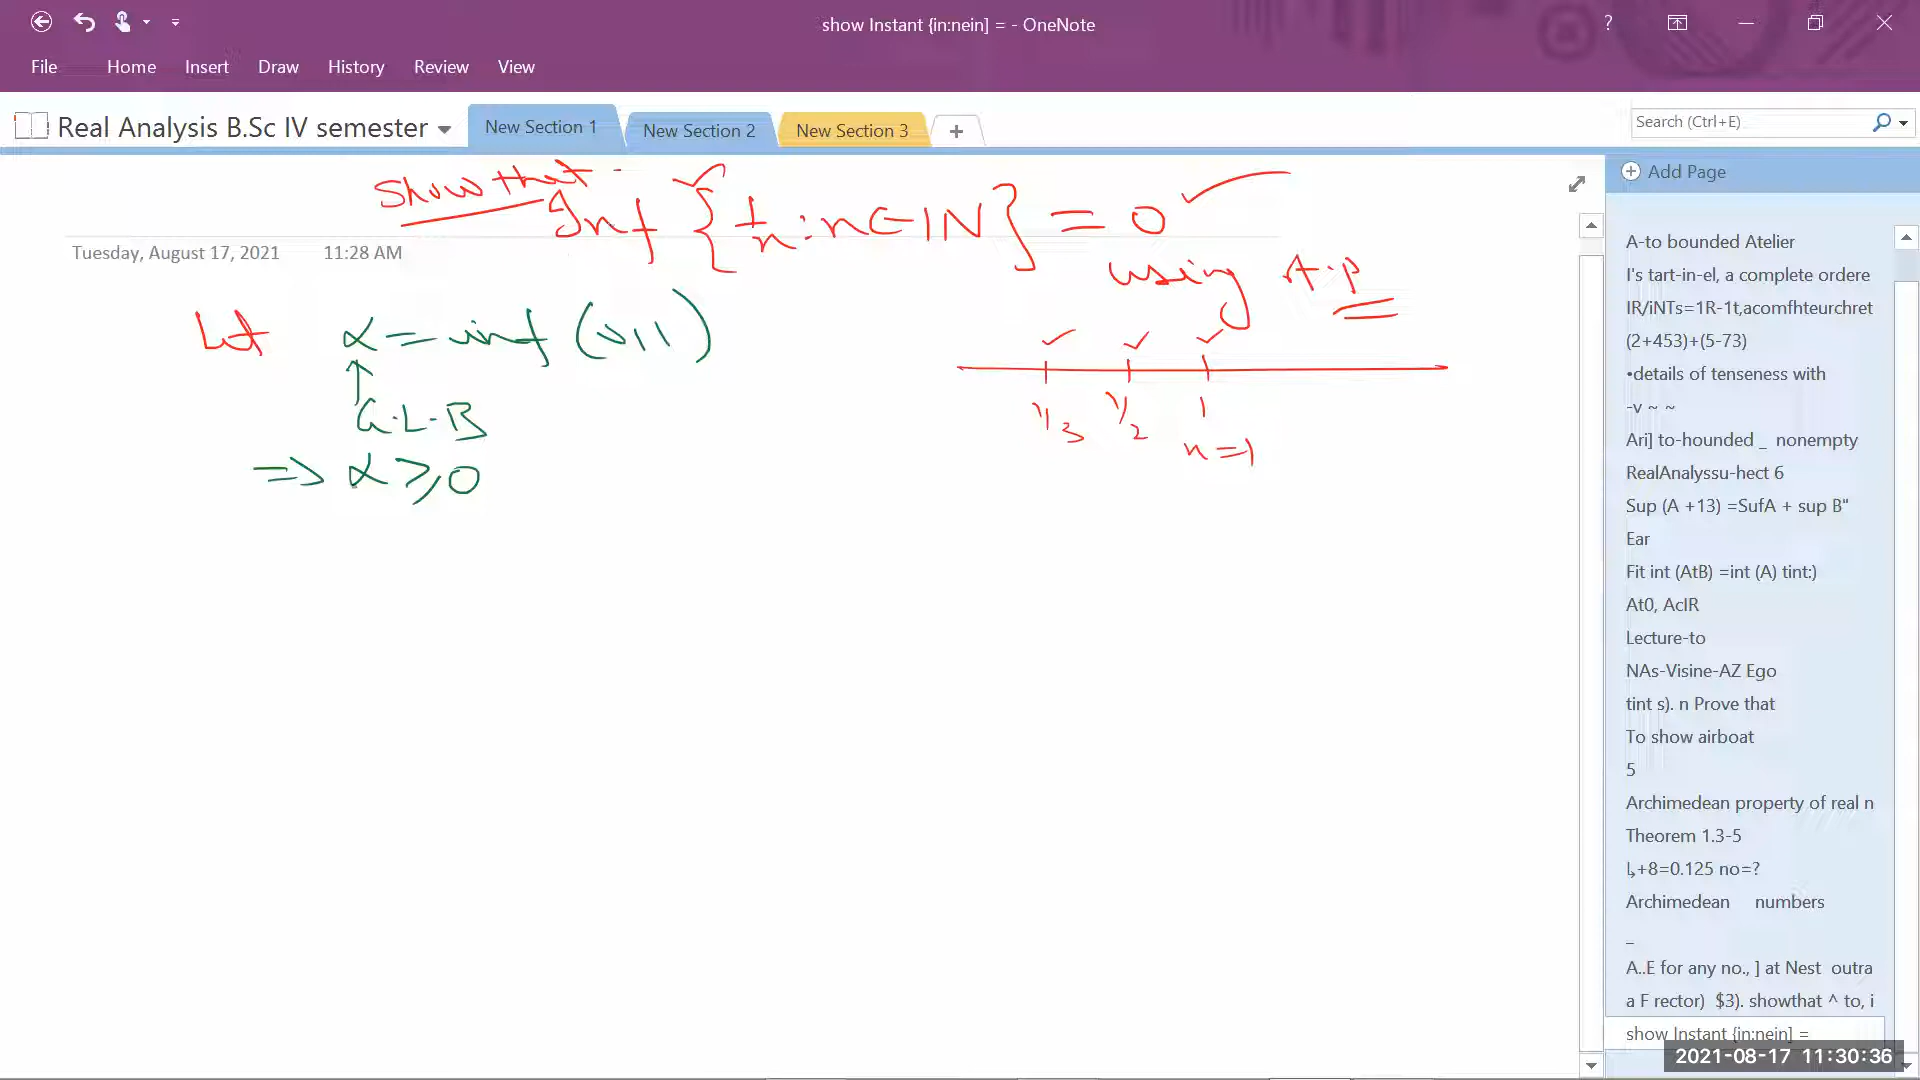 show Instant {in:nein] = - OneNote
?
File Home Insert Draw History Review View
Real Analysis B.Sc IV semester
New Section 1
New Section 2
New Section 3
+
Search (Ctrl+E)
Show that
Inf { 1/n : n ∈ IN } = 0
using A.P
Tuesday, August 17, 2021 11:28 AM
Let α = inf (0,1)
G.L.B
=> α ≥ 0
1/3 1/2 1
n=1
Add Page
A-to bounded Atelier
I's tart-in-el, a complete ordere
IR/iNTs=1R-1t,acomfhteurchret
(2+453)+(5-73)
•details of tenseness with
-v ~ ~
Ari] to-hounded _ nonempty
RealAnalyssu-hect 6
Sup (A +13) =SufA + sup B"
Ear
Fit int (AtB) =int (A) tint:)
At0, AcIR
Lecture-to
NAs-Visine-AZ Ego
tint s). n Prove that
To show airboat
5
Archimedean property of real n
Theorem 1.3-5
+8=0.125 no=?
Archimedean numbers
_
A..E for any no., ] at Nest outra
a F rector) $3). showthat ^ to, i
show Instant {in:nein] =
2021-08-17 11:30:36